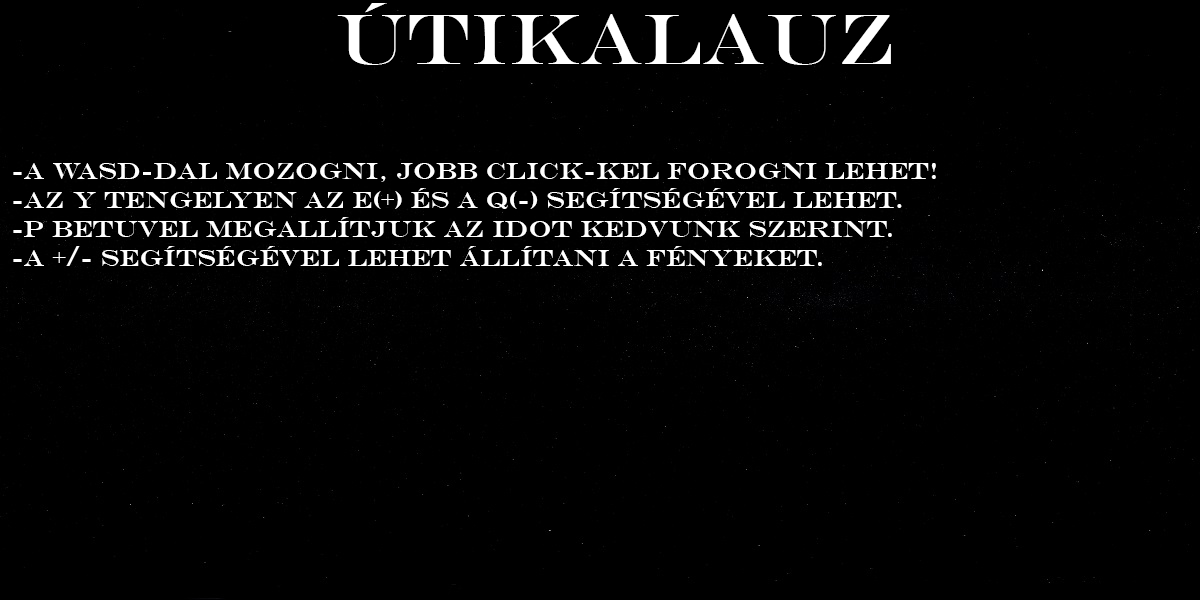 ÚTIKALAUZ
-A WASD-DAL MOZOGNI, JOBB CLICK-KEL FOROGNI LEHET!
-AZ Y TENGELYEN AZ E(+) ÉS A Q(-) SEGÍTSÉGÉVEL LEHET.
-P BETUVEL MEGALLÍTJUK AZ IDOT KEDVUNK SZERINT.
-A +/- SEGÍTSÉGÉVEL LEHET ÁLLÍTANI A FÉNYEKET.